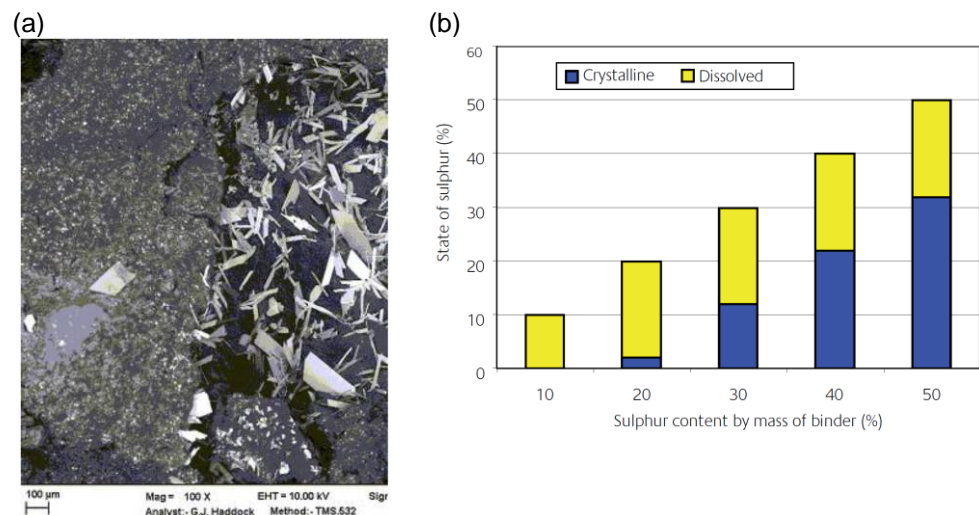 (a)
100 µm
Mag = 100 X
EHT = 10.00 kV
Sigr
Analyst:- G.J. Haddock
Method:- TMS.532
(b)
60
50
40
30
20
10
0
State of sulphur (%)
Crystalline
Dissolved
10 20 30 40 50
Sulphur content by mass of binder (%)